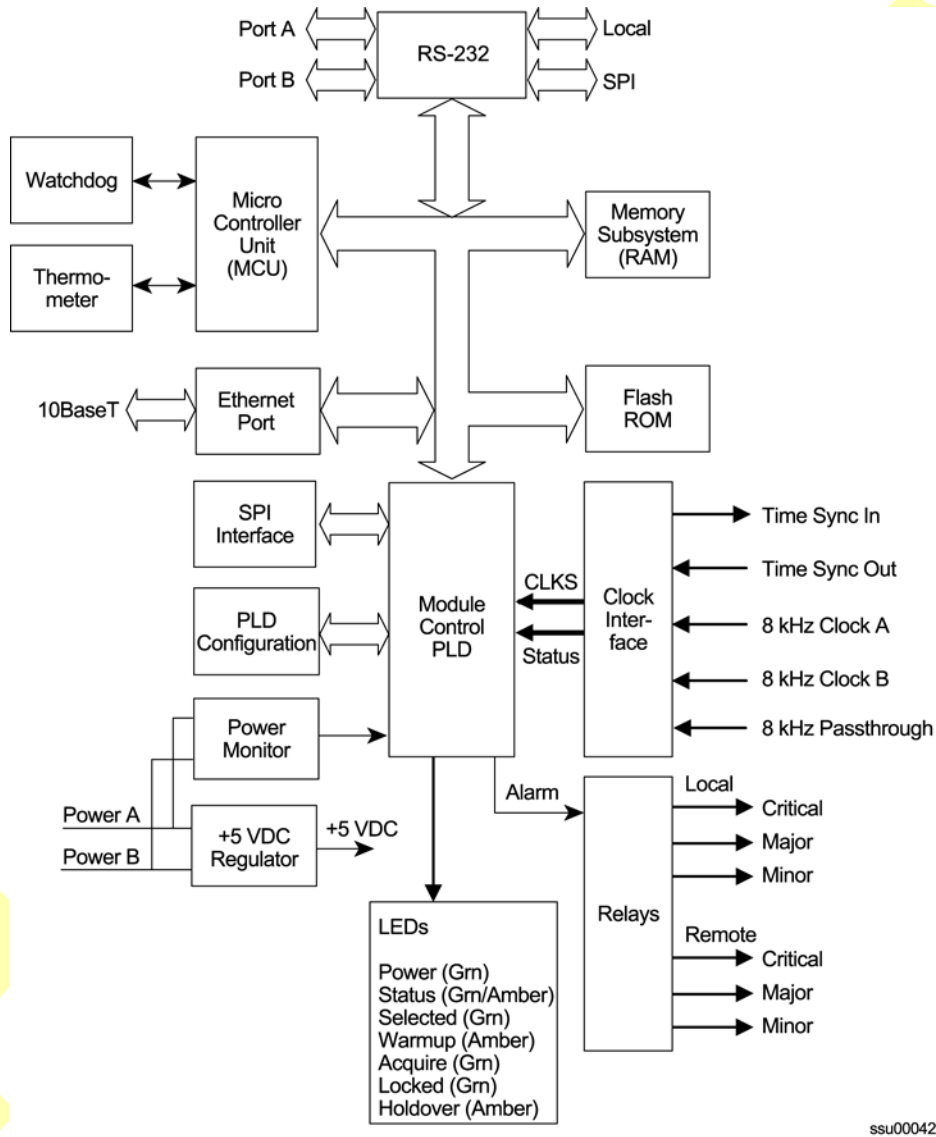 Port A
Port B
RS-232
Local
SPI
Watchdog
Thermo-
meter
Micro
Controller
Unit
(MCU)
Memory
Subsystem
(RAM)
10BaseT
Ethernet
Port
Flash
ROM
SPI
Interface
PLD
Configuration
Module
Control
PLD
CLKS
Status
Clock
Inter-
face
Time Sync In
Time Sync Out
8 kHz Clock A
8 kHz Clock B
8 kHz Passthrough
Power
Monitor
Power A
Power B
+5 VDC
Regulator
+5 VDC
Alarm
Relays
Local
Critical
Major
Minor
Remote
Critical
Major
Minor
LEDs
Power (Grn)
Status (Grn/Amber)
Selected (Grn)
Warmup (Amber)
Acquire (Grn)
Locked (Grn)
Holdover (Amber)
ssu00042